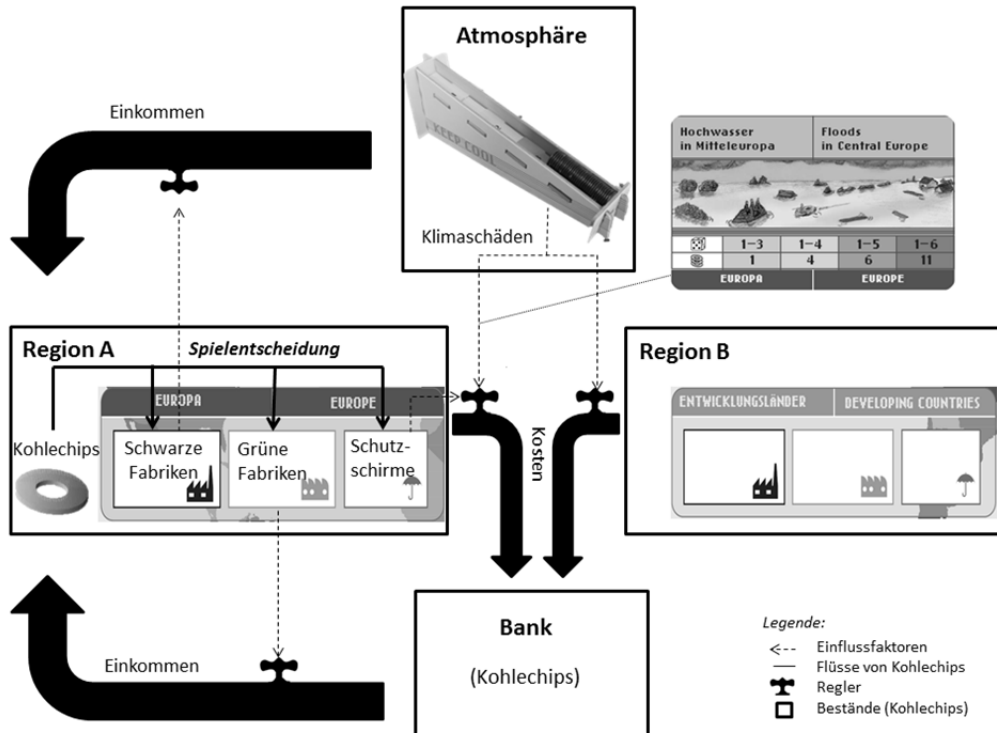 Atmosphäre
KEEP COOL
Klimaschäden
Einkommen
Hochwasser
in Mitteleuropa
Floods
in Central Europe
1–3 1–4 1–5 1–6
1 4 6 11
EUROPA EUROPE
Region A
Spielentscheidung
EUROPA EUROPE
Kohlechips
Schwarze
Fabriken
Grüne
Fabriken
Schutz-
schirme
Kosten
Region B
ENTWICKLUNGSLÄNDER DEVELOPING COUNTRIES
Einkommen
Bank
(Kohlechips)
Legende:
Einflussfaktoren
Flüsse von Kohlechips
Regler
Bestände (Kohlechips)